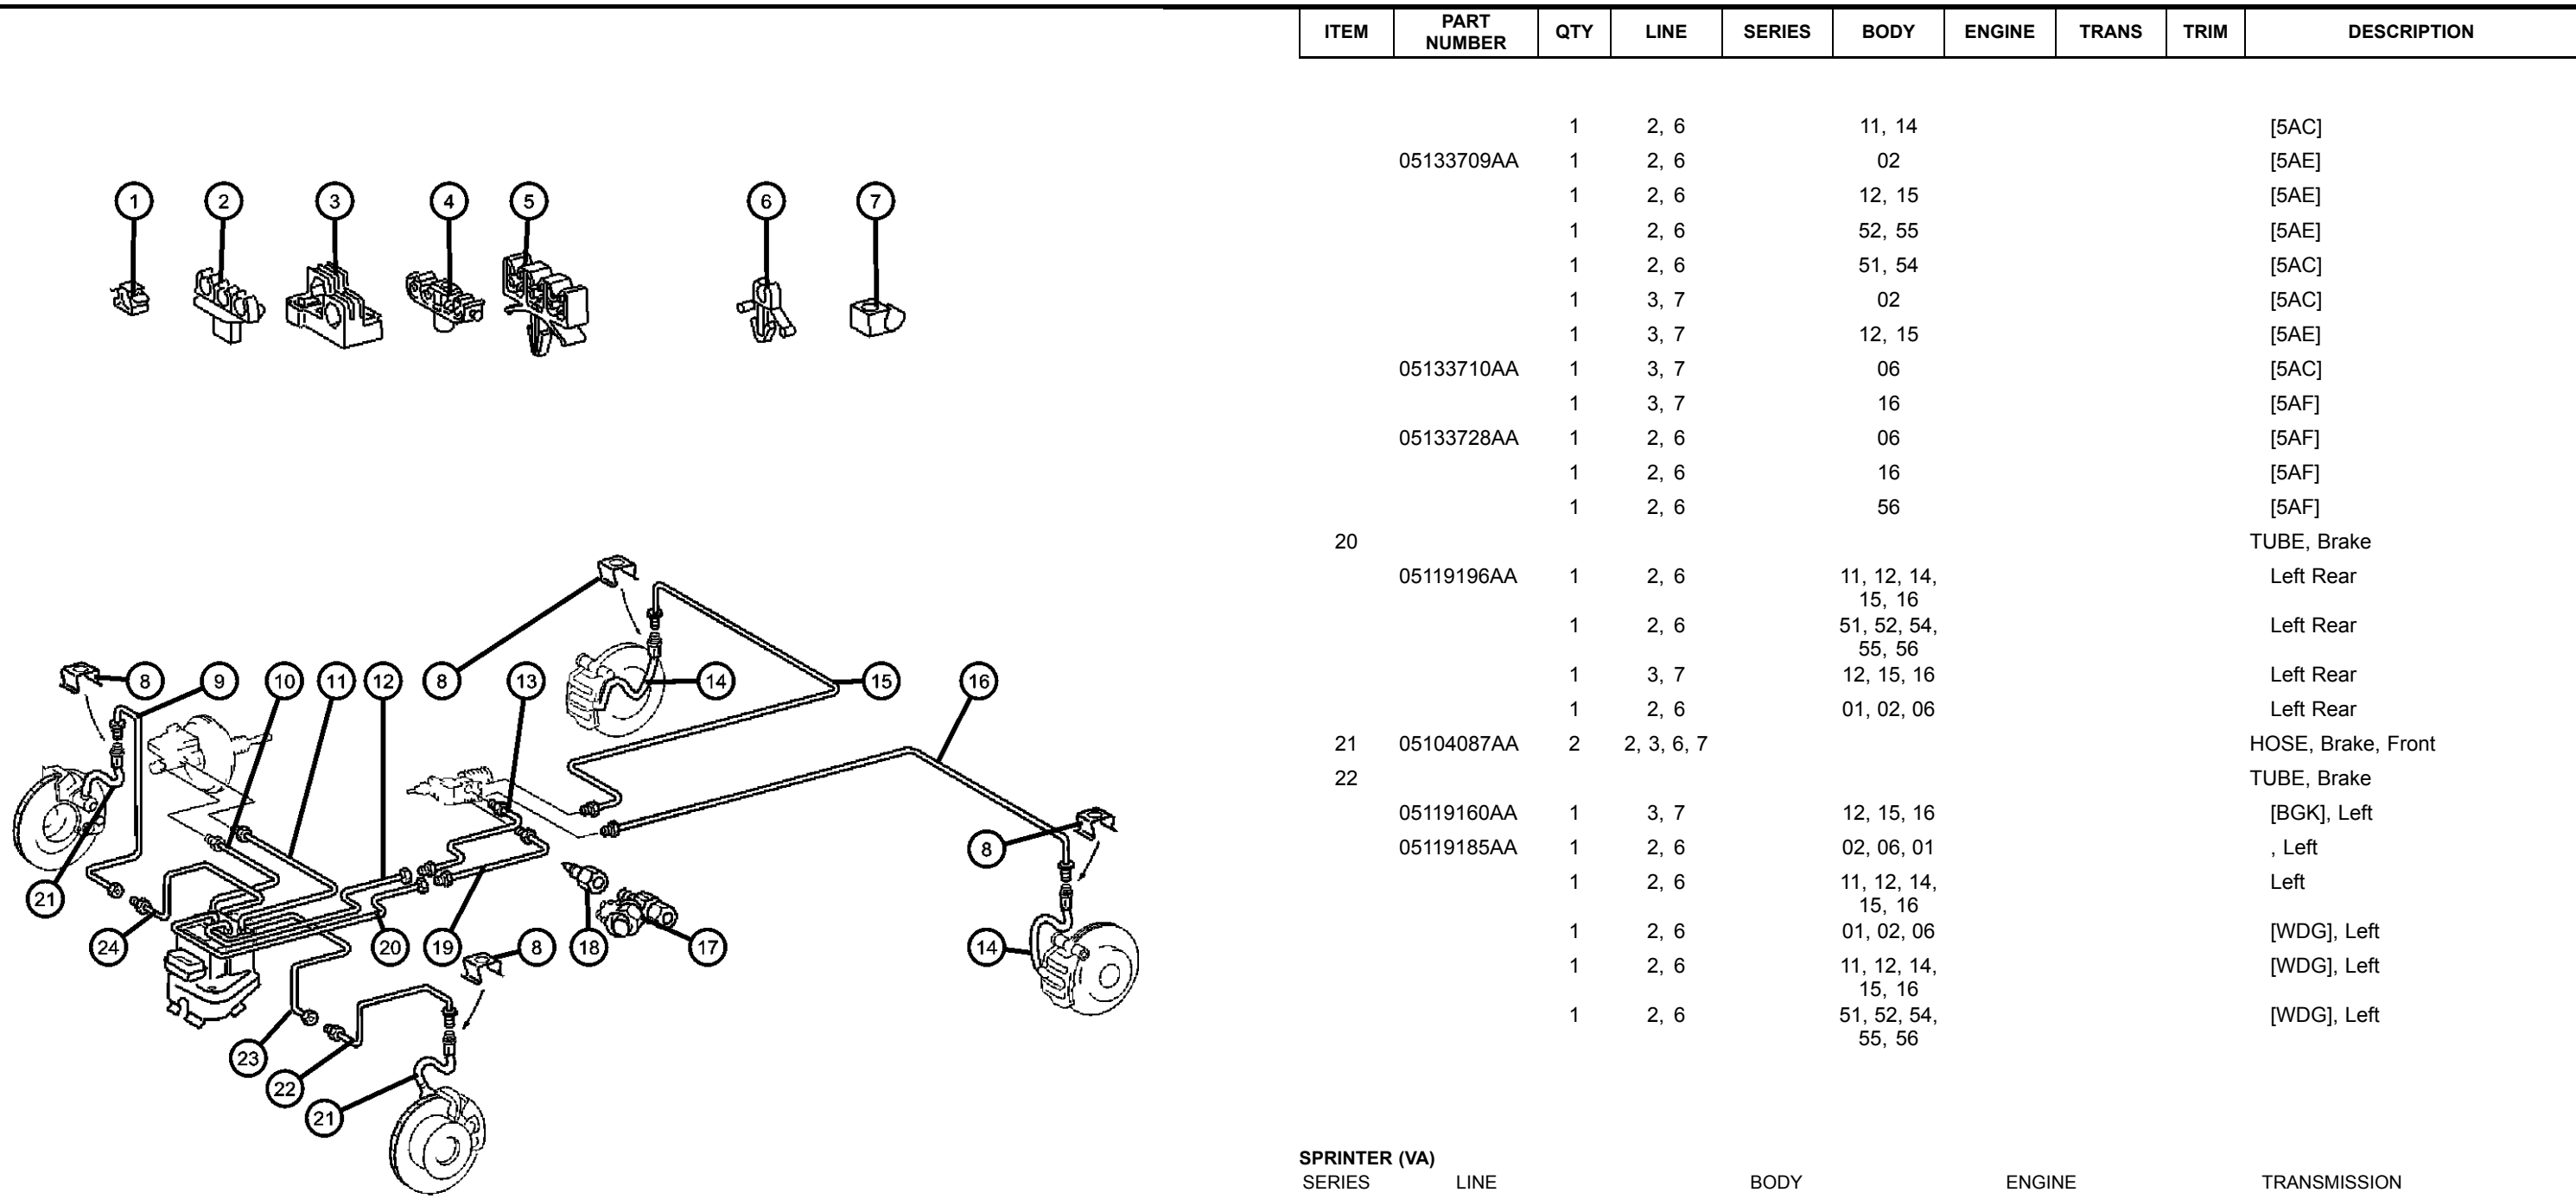 ITEM PART NUMBER QTY LINE SERIES BODY ENGINE TRANS TRIM DESCRIPTION
1 2, 6 11, 14 [5AC]
05133709AA 1 2, 6 02 [5AE]
1 2, 6 12, 15 [5AE]
1 2, 6 52, 55 [5AE]
1 2, 6 51, 54 [5AC]
1 3, 7 02 [5AC]
1 3, 7 12, 15 [5AE]
05133710AA 1 3, 7 06 [5AC]
1 3, 7 16 [5AF]
05133728AA 1 2, 6 06 [5AF]
1 2, 6 16 [5AF]
1 2, 6 56 [5AF]
20 TUBE, Brake
05119196AA 1 2, 6 11, 12, 14, Left Rear
15, 16
1 2, 6 51, 52, 54, Left Rear
55, 56
1 3, 7 12, 15, 16 Left Rear
1 2, 6 01, 02, 06 Left Rear
21 05104087AA 2 2, 3, 6, 7 HOSE, Brake, Front
22 TUBE, Brake
05119160AA 1 3, 7 12, 15, 16 [BGK], Left
05119185AA 1 2, 6 02, 06, 01 , Left
1 2, 6 11, 12, 14, Left
15, 16
1 2, 6 01, 02, 06 [WDG], Left
1 2, 6 11, 12, 14, [WDG], Left
15, 16
1 2, 6 51, 52, 54, [WDG], Left
55, 56
1 2 3 4 5 6 7
8 9 10 11 12 8 13 14 15 16
8
21
24 20 19 8 18 17 14
23
22
21
SPRINTER (VA)
SERIES LINE BODY ENGINE TRANSMISSION